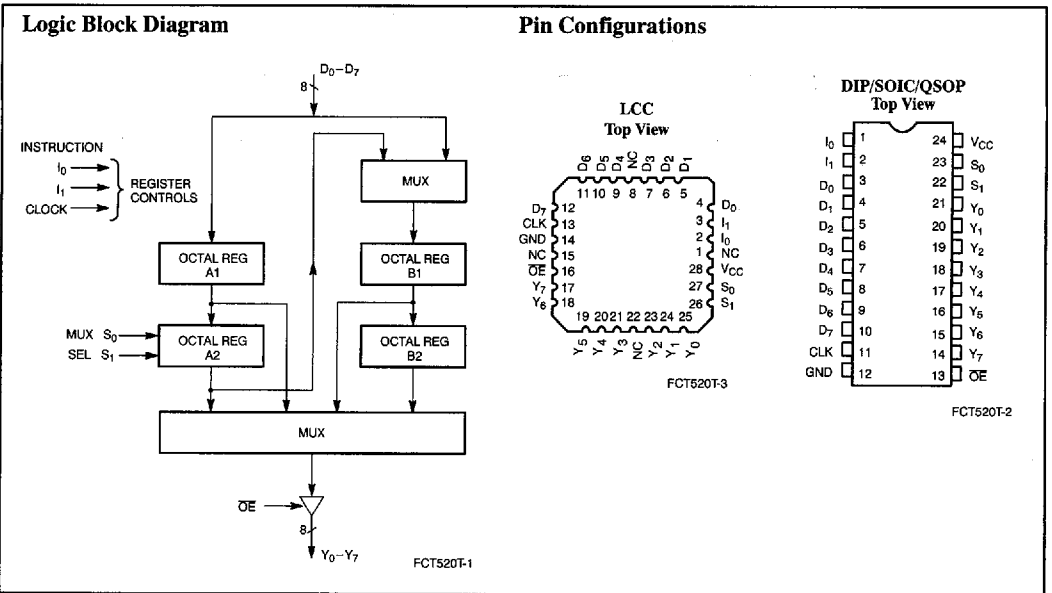 Logic Block Diagram
D0–D7
8
INSTRUCTION
I0
I1
CLOCK
REGISTER
CONTROLS
MUX
OCTAL REG
A1
OCTAL REG
B1
MUX S0
SEL S1
OCTAL REG
A2
OCTAL REG
B2
MUX
OE
8
Y0–Y7
FCT520T-1
Pin Configurations
LCC
Top View
D6 D5 D4 NC D3 D2 D1
11 10 9 8 7 6 5
D7 12
CLK 13
GND 14
NC 15
OE 16
Y7 17
Y6 18
4 D0
3 I1
2 I0
1 NC
28 VCC
27 S0
26 S1
19 20 21 22 23 24 25
Y5 Y4 Y3 NC Y2 Y1 Y0
FCT520T-3
DIP/SOIC/QSOP
Top View
I0 1 24 VCC
I1 2 23 S0
D0 3 22 S1
D1 4 21 Y0
D2 5 20 Y1
D3 6 19 Y2
D4 7 18 Y3
D5 8 17 Y4
D6 9 16 Y5
D7 10 15 Y6
CLK 11 14 Y7
GND 12 13 OE
FCT520T-2